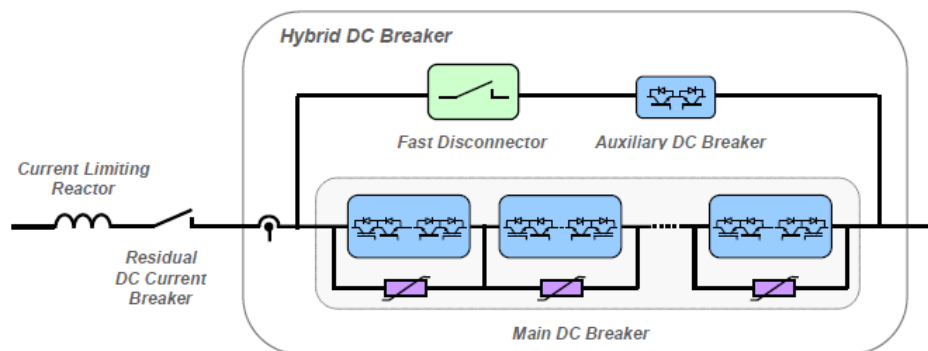 Hybrid DC Breaker
Fast Disconnector
Auxiliary DC Breaker
Current Limiting
Reactor
Residual
DC Current
Breaker
Main DC Breaker